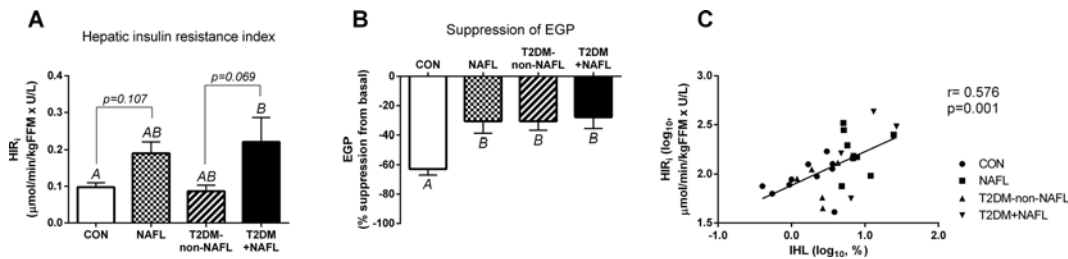 A
Hepatic insulin resistance index
HIRi
(μmol/min/kgFFM x U/L)
0.4
0.3
0.2
0.1
0.0
p=0.107
p=0.069
A
AB
AB
B
CON
NAFL
T2DM-
non-NAFL
T2DM
+NAFL
B
Suppression of EGP
CON
NAFL
T2DM-
non-NAFL
T2DM
+NAFL
EGP
(% suppression from basal)
0
-20
-40
-60
-80
-100
A
B
B
B
C
HIRi (log10,
μmol/min/kgFFM x U/L)
3.0
2.5
2.0
1.5
-1.0
0.0
1.0
2.0
IHL (log10, %)
r= 0.576
p=0.001
CON
NAFL
T2DM-non-NAFL
T2DM+NAFL